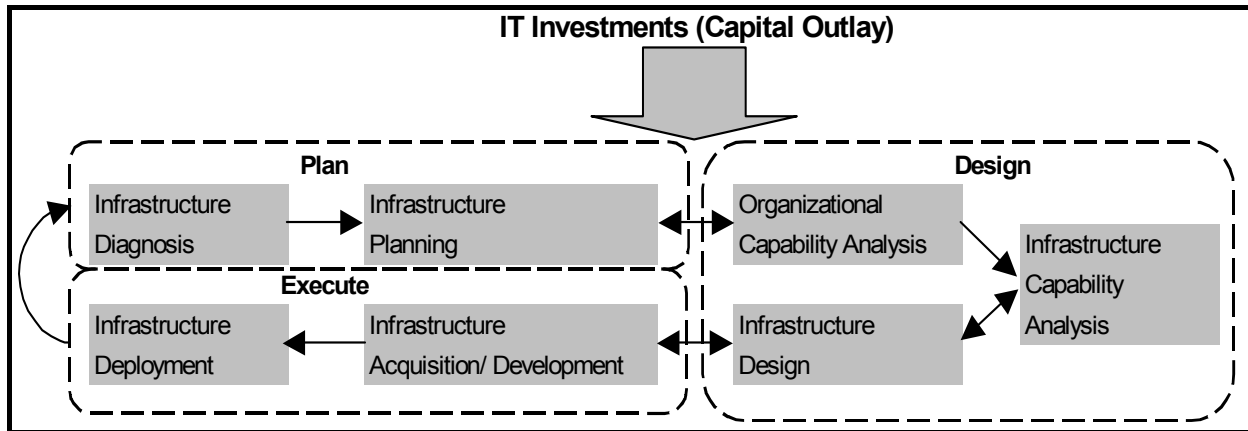 IT Investments (Capital Outlay)
Plan
Infrastructure
Diagnosis
Infrastructure
Planning
Execute
Infrastructure
Deployment
Infrastructure
Acquisition/ Development
Design
Organizational
Capability Analysis
Infrastructure
Design
Infrastructure
Capability
Analysis